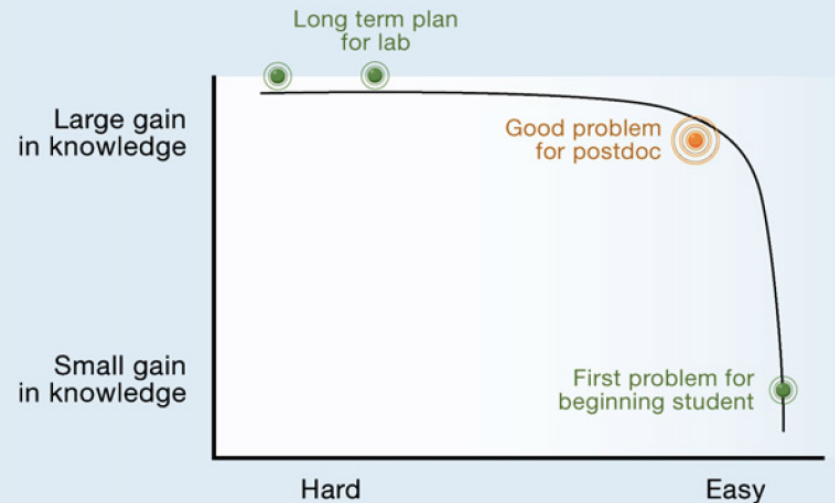 Long term plan
for lab
Large gain
in knowledge
Good problem
for postdoc
Small gain
in knowledge
First problem for
beginning student
Hard
Easy